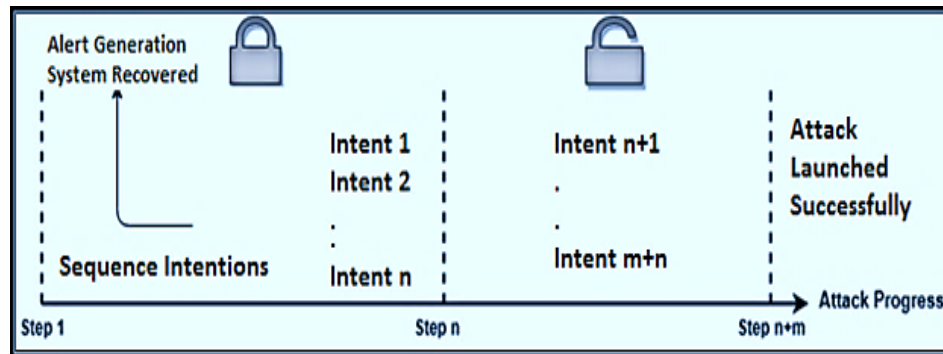 Alert Generation
System Recovered
Sequence Intentions
Intent 1
Intent 2
.
.
Intent n
Intent n+1
.
.
Intent m+n
Attack
Launched
Successfully
Attack Progress
Step 1
Step n
Step n+m